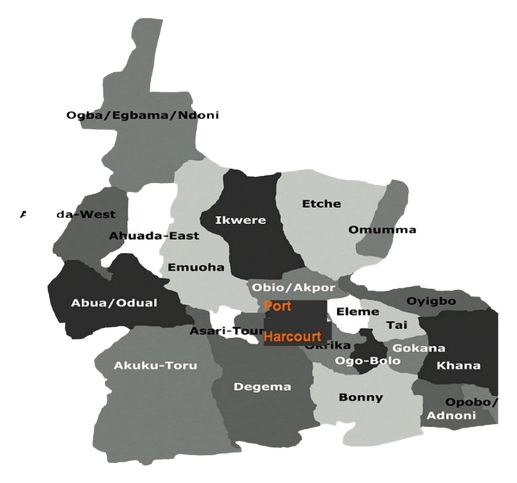 Ogba/Egbama/Ndoni
da-West
Ahuada-East
Ikwere
Etche
Omumma
Emuoha
Abua/Odual
Obio/Akpor
Port
Harcourt
Eleme
Oyigbo
Tai
Asari-Tour
Okrika
Ogo-Bolo
Gokana
Khana
Akuku-Toru
Degema
Bonny
Opobo/
Adnoni